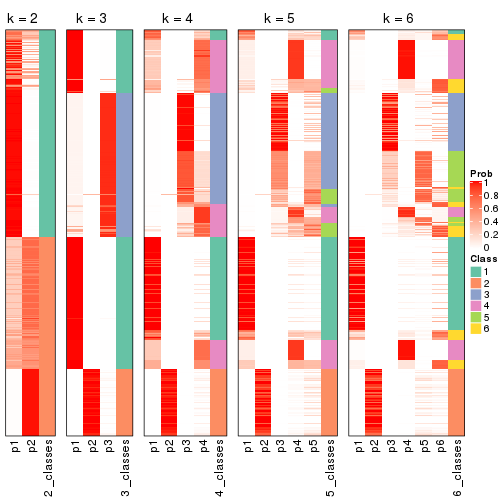 k = 2
k = 3
k = 4
k = 5
k = 6
Prob
1
0.8
0.6
0.4
0.2
0
Class
1
2
3
4
5
6
p1
p2
2_classes
p1
p2
p3
3_classes
p1
p2
p3
p4
4_classes
p1
p2
p3
p4
p5
5_classes
p1
p2
p3
p4
p5
p6
6_classes